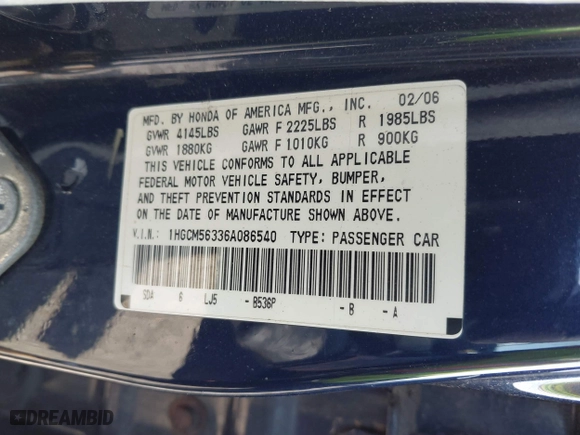 MFD. BY HONDA OF AMERICA MFG., INC. 02/06
GVWR 4145LBS GAWR F 2225LBS R 1985LBS
GVWR 1880KG GAWR F 1010KG R 900KG
THIS VEHICLE CONFORMS TO ALL APPLICABLE
FEDERAL MOTOR VEHICLE SAFETY, BUMPER,
AND THEFT PREVENTION STANDARDS IN EFFECT
ON THE DATE OF MANUFACTURE SHOWN ABOVE.
V.I.N.: 1HGCM56336A086540 TYPE: PASSENGER CAR
SDA 6 LJ5 - B536P - B - A
DREAMBID